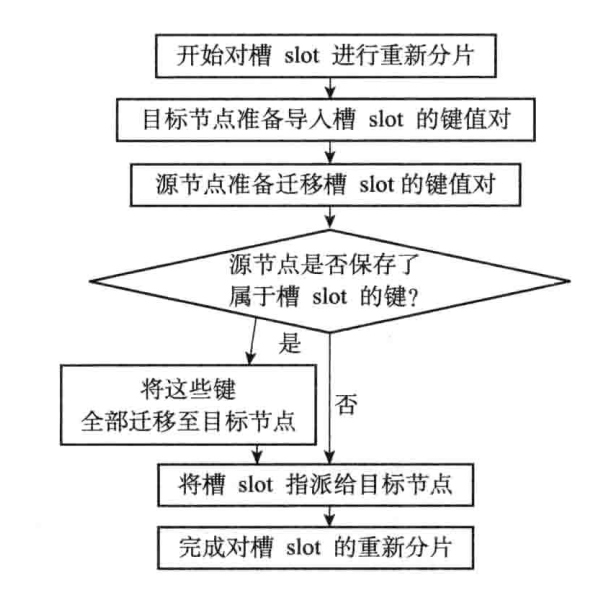 开始对槽 slot 进行重新分片
目标节点准备导入槽 slot 的键值对
源节点准备迁移槽 slot 的键值对
源节点是否保存了
属于槽 slot 的键?
是
将这些键
全部迁移至目标节点
否
将槽 slot 指派给目标节点
完成对槽 slot 的重新分片